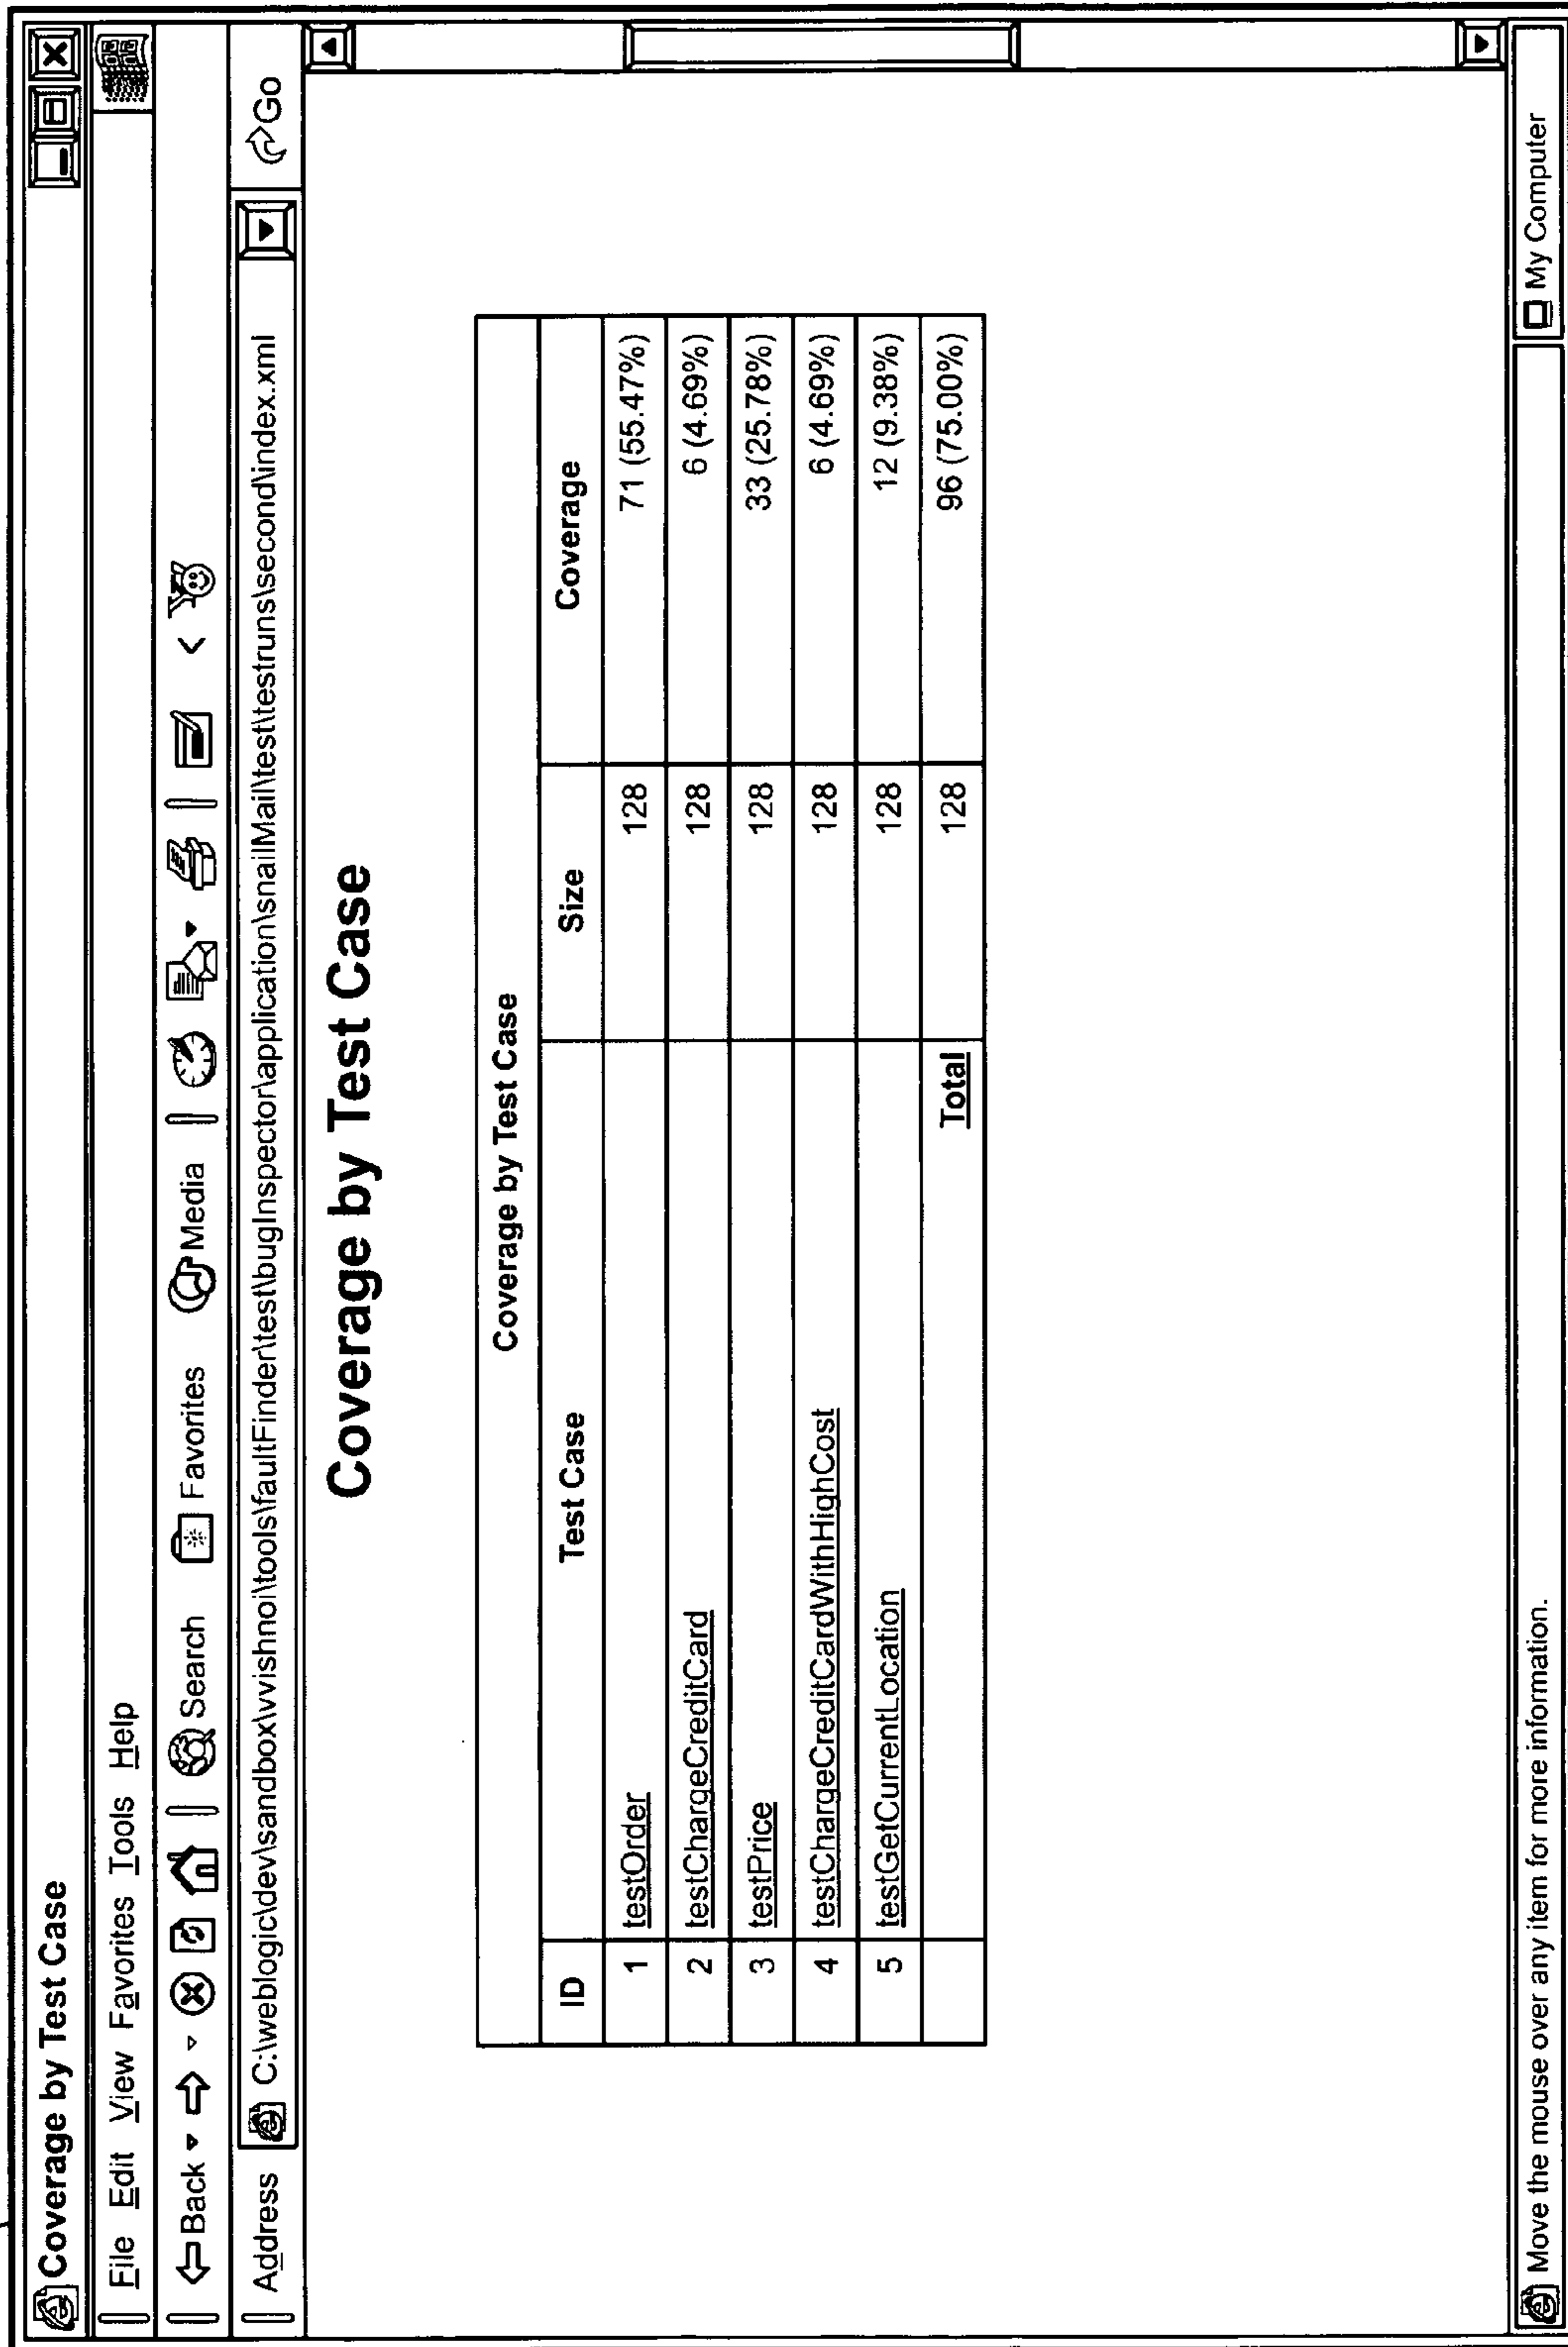 Coverage by Test Case
File Edit View Favorites Tools Help
Back Search Favorites Media
Address C:\weblogic\dev\sandbox\vvishnoi\tools\faultFinder\test\bugInspector\application\snailMail\test\testruns\second\index.xml Go
Coverage by Test Case
Coverage by Test Case
ID Test Case Size Coverage
1 testOrder 128 71 (55.47%)
2 testChargeCreditCard 128 6 (4.69%)
3 testPrice 128 33 (25.78%)
4 testChargeCreditCardWithHighCost 128 6 (4.69%)
5 testGetCurrentLocation 128 12 (9.38%)
Total 128 96 (75.00%)
Move the mouse over any item for more information. My Computer